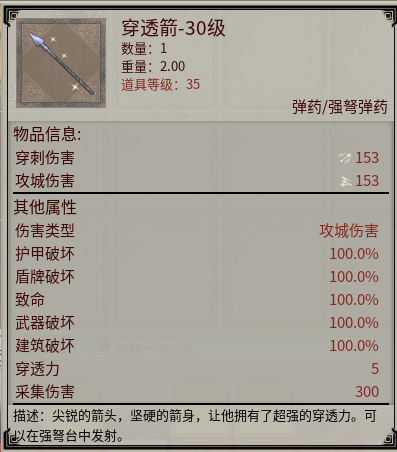 穿透箭-30级
数量：1
重量：2.00
道具等级：35
弹药/强弩弹药
物品信息:
穿刺伤害 153
攻城伤害 153
其他属性
伤害类型 攻城伤害
护甲破坏 100.0%
盾牌破坏 100.0%
致命 100.0%
武器破坏 100.0%
建筑破坏 100.0%
穿透力 5
采集伤害 300
描述：尖锐的箭头，坚硬的箭身，让他拥有了超强的穿透力。可
以在强弩台中发射。